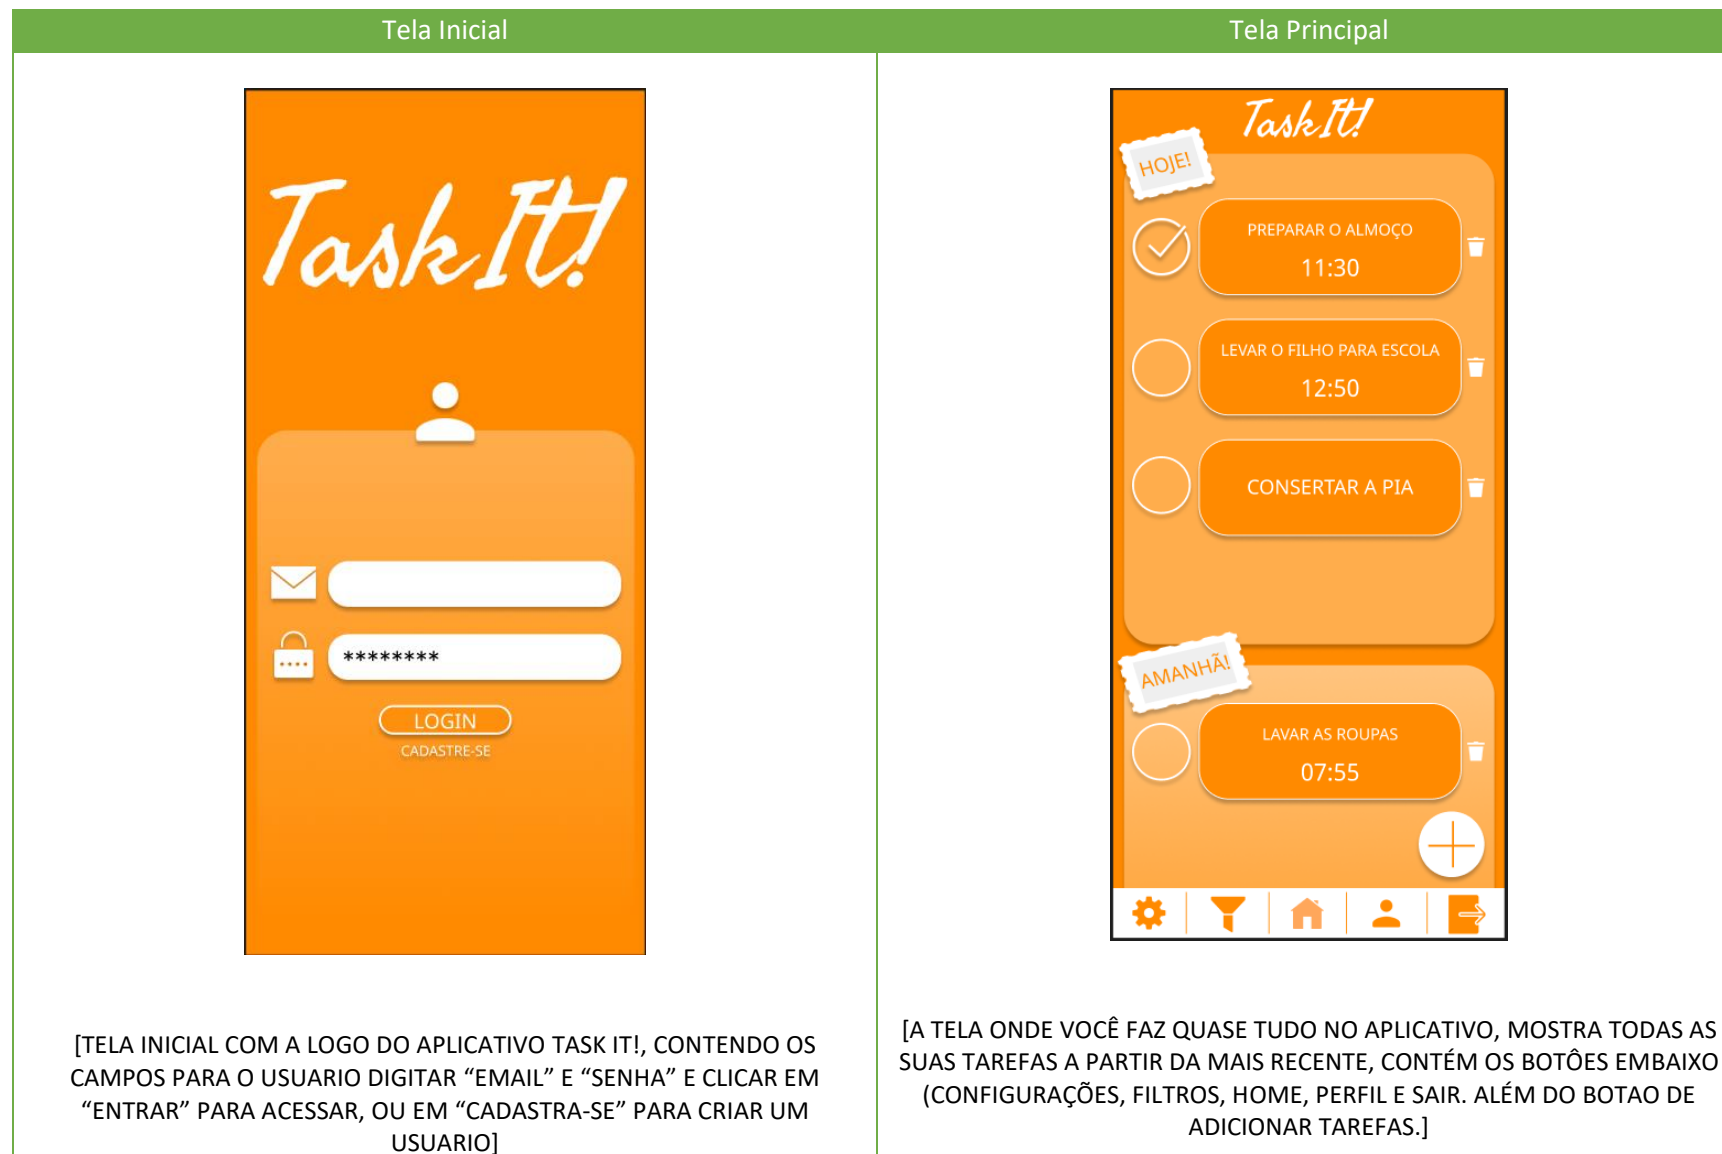 Tela Inicial
Task It!
********
LOGIN
CADASTRE-SE
[TELA INICIAL COM A LOGO DO APLICATIVO TASK IT!, CONTENDO OS
CAMPOS PARA O USUARIO DIGITAR “EMAIL” E “SENHA” E CLICAR EM
“ENTRAR” PARA ACESSAR, OU EM “CADASTRA-SE” PARA CRIAR UM
USUARIO]
Tela Principal
Task It!
HOJE!
PREPARAR O ALMOÇO
11:30
LEVAR O FILHO PARA ESCOLA
12:50
CONSERTAR A PIA
AMANHÃ!
LAVAR AS ROUPAS
07:55
[A TELA ONDE VOCÊ FAZ QUASE TUDO NO APLICATIVO, MOSTRA TODAS AS
SUAS TAREFAS A PARTIR DA MAIS RECENTE, CONTÉM OS BOTÔES EMBAIXO
(CONFIGURAÇÕES, FILTROS, HOME, PERFIL E SAIR. ALÉM DO BOTAO DE
ADICIONAR TAREFAS.]